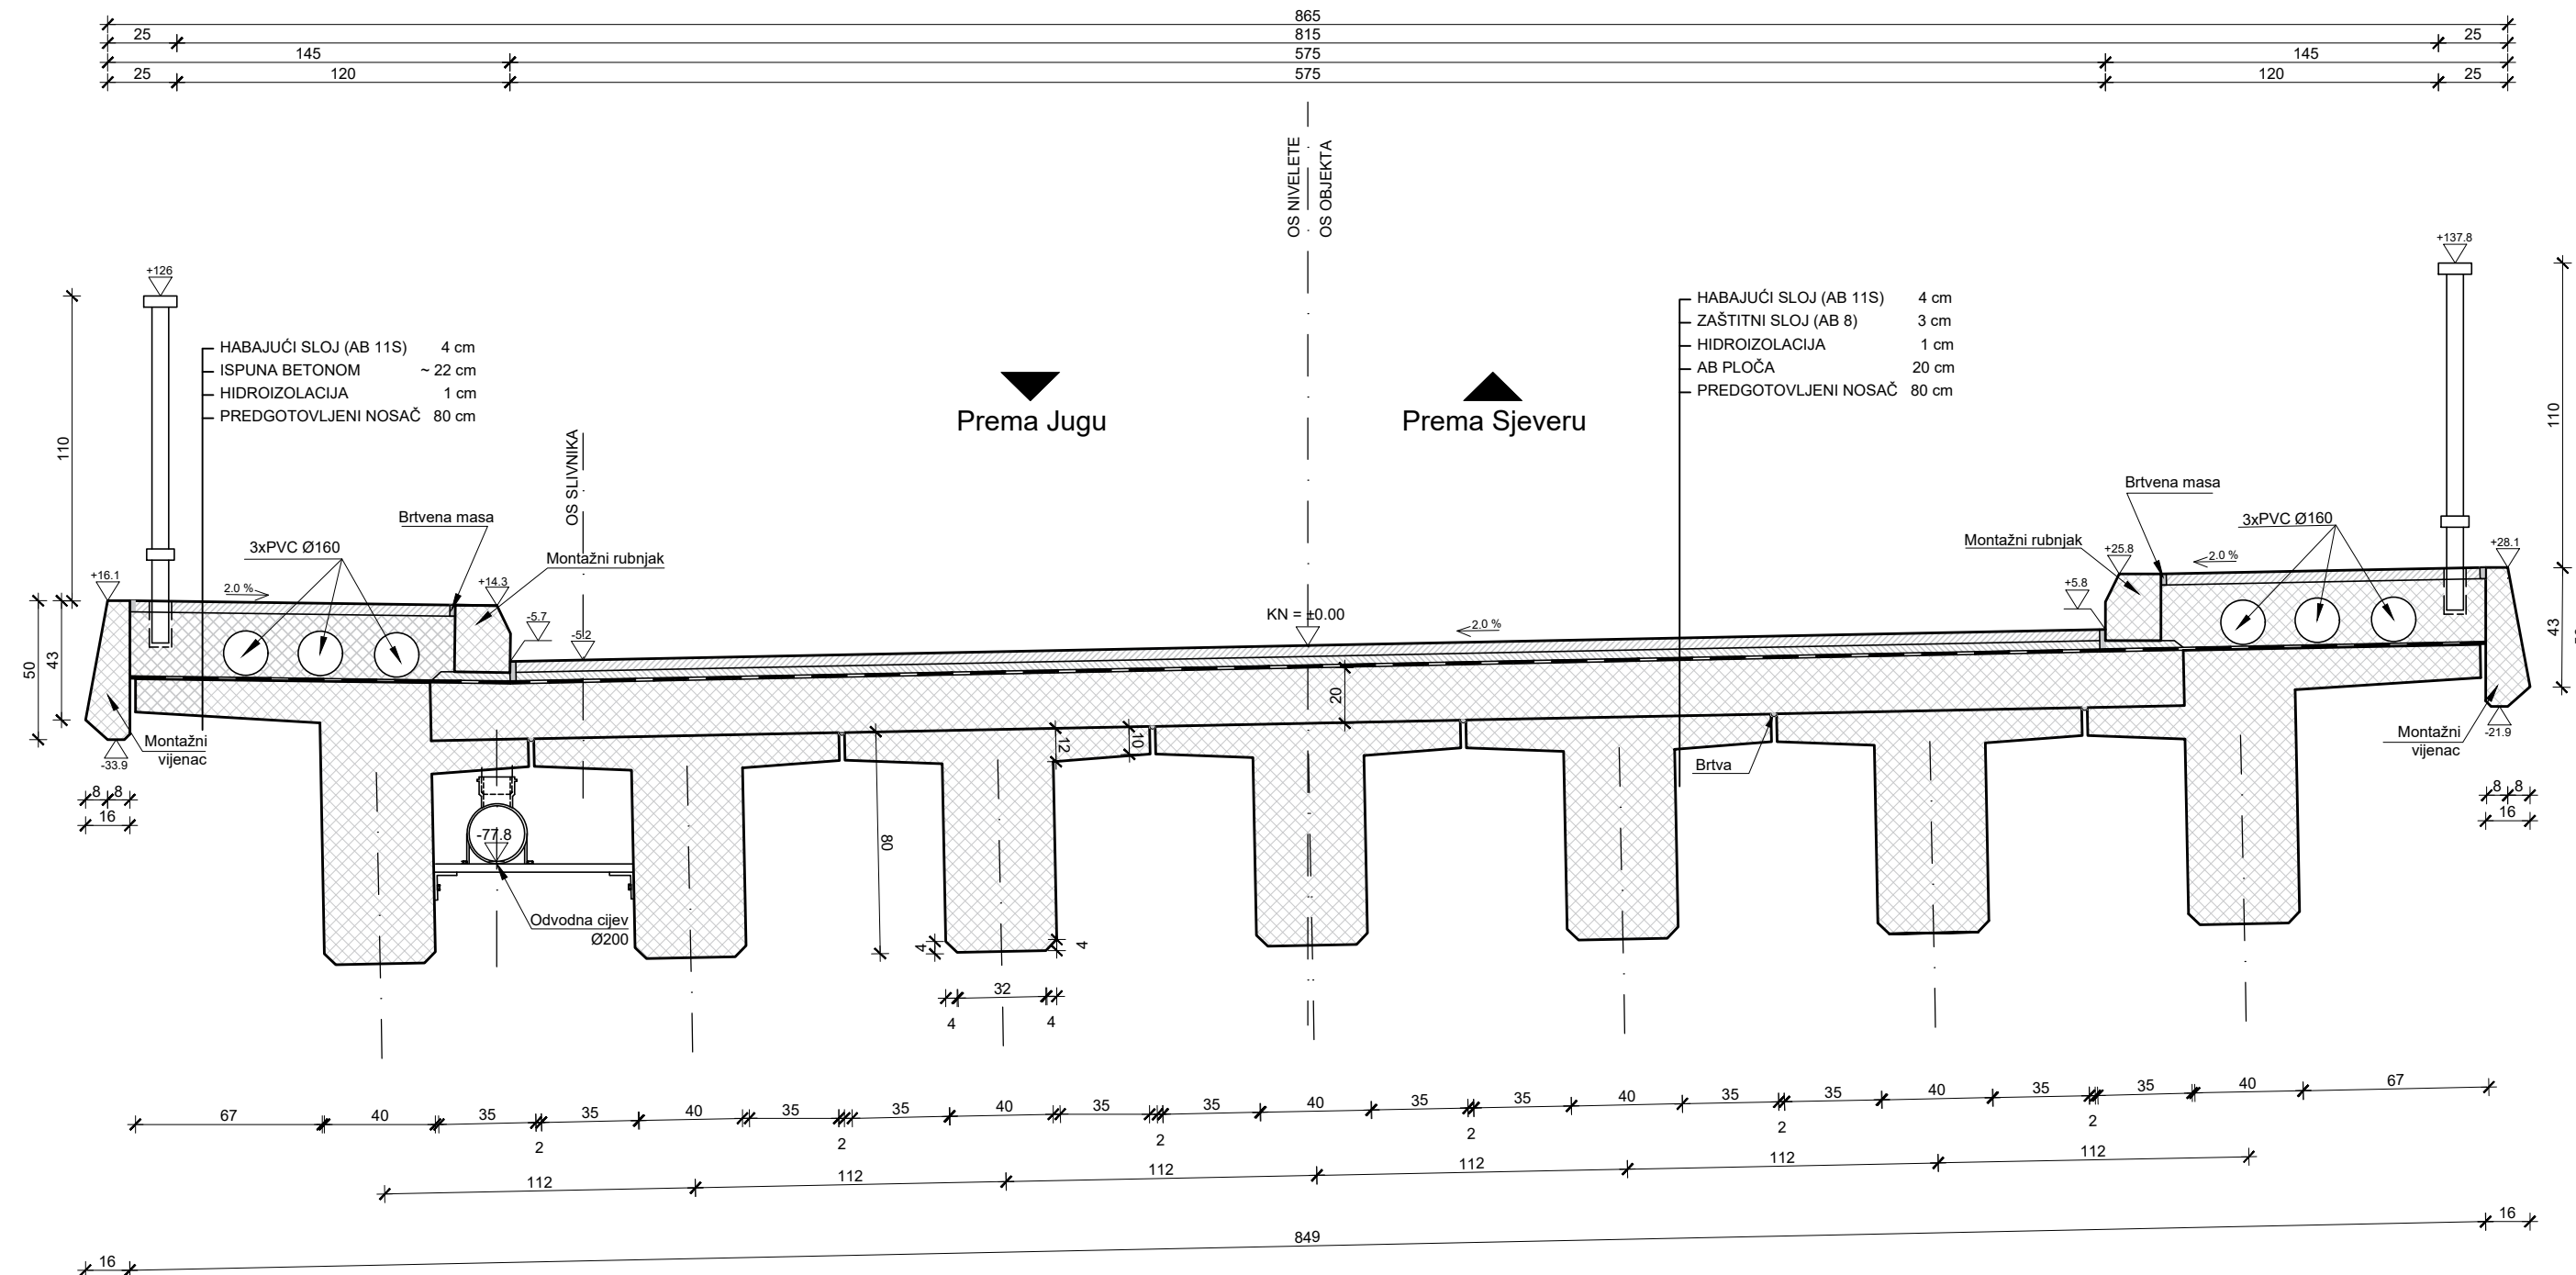 865
25 815 25
145 575 145
25 120 575 120 25
OS NIVELETE
OS OBJEKTA
+126
+137.8
HABAJUĆI SLOJ (AB 11S) 4 cm
ISPUNA BETONOM ~ 22 cm
HIDROIZOLACIJA 1 cm
PREDGOTOVLJENI NOSAČ 80 cm
HABAJUĆI SLOJ (AB 11S) 4 cm
ZAŠTITNI SLOJ (AB 8) 3 cm
HIDROIZOLACIJA 1 cm
AB PLOČA 20 cm
PREDGOTOVLJENI NOSAČ 80 cm
Prema Jugu
Prema Sjeveru
110
110
OS SLIVNIKA
Brtvena masa
3xPVC Ø160
Montažni rubnjak
Brtvena masa
3xPVC Ø160
Montažni rubnjak
+16.1
2.0 %
+14.3
-5.7
-5.2
KN = ±0.00
2.0 %
+5.8
+25.8
2.0 %
+28.1
50
43
43
20
12
10
80
Montažni
vijenac
-33.9
Brtva
Montažni
vijenac
-21.9
8 8
16
8 8
16
-77.8
Odvodna cijev
Ø200
4
4
32
4
4
67 40 35 35 40 35 35 40 35 35 40 35 35 40 35 35 40 35 35 40 67
2 2 2 2 2 2
112 112 112 112 112 112
16 849 16